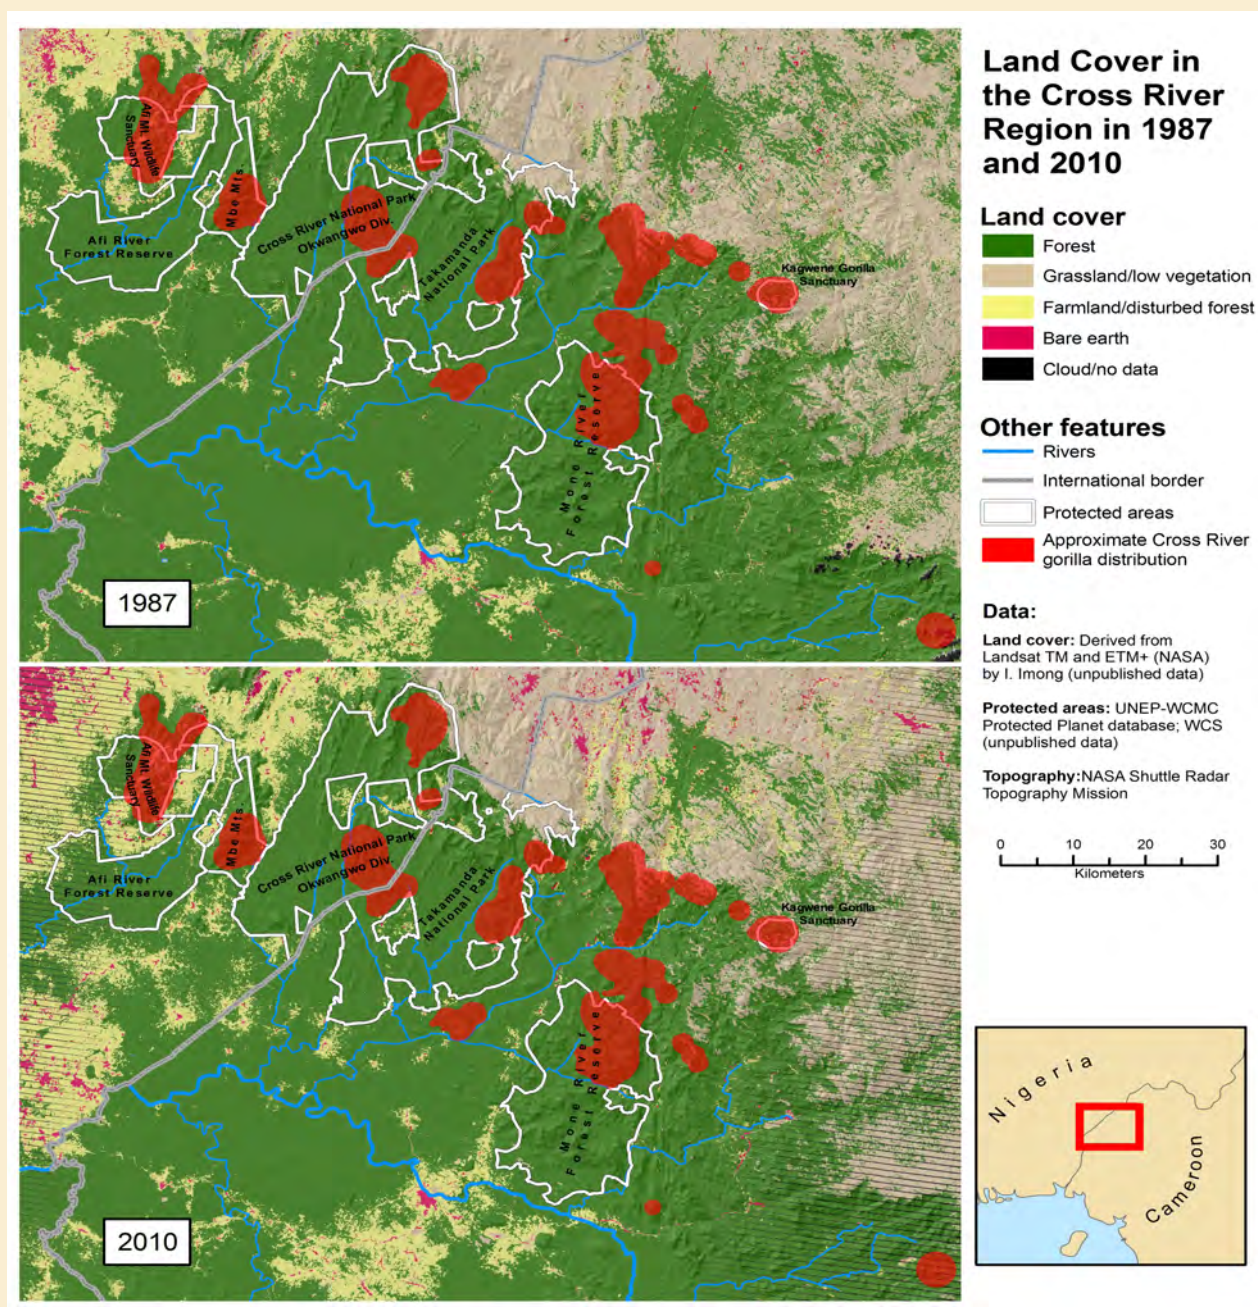 Land Cover in
the Cross River
Region in 1987
and 2010
Land cover
Forest
Grassland/low vegetation
Farmland/disturbed forest
Bare earth
Cloud/no data
Other features
Rivers
International border
Protected areas
Approximate Cross River
gorilla distribution
Data:
Land cover: Derived from
Landsat TM and ETM+ (NASA)
by I. Imong (unpublished data)
Protected areas: UNEP-WCMC
Protected Planet database; WCS
(unpublished data)
Topography:NASA Shuttle Radar
Topography Mission
0 10 20 30
Kilometers
Nigeria
Cameroon
Afi Mt. Wildlife
Sanctuary
Mbe Mts.
Afi River
Forest Reserve
Cross River National Park
Okwangwo Div.
Takamanda
National Park
Kagwene Gorilla
Sanctuary
Mone River
Forest Reserve
1987
Afi Mt. Wildlife
Sanctuary
Mbe Mts.
Afi River
Forest Reserve
Cross River National Park
Okwangwo Div.
Takamanda
National Park
Kagwene Gorilla
Sanctuary
Mone River
Forest Reserve
2010